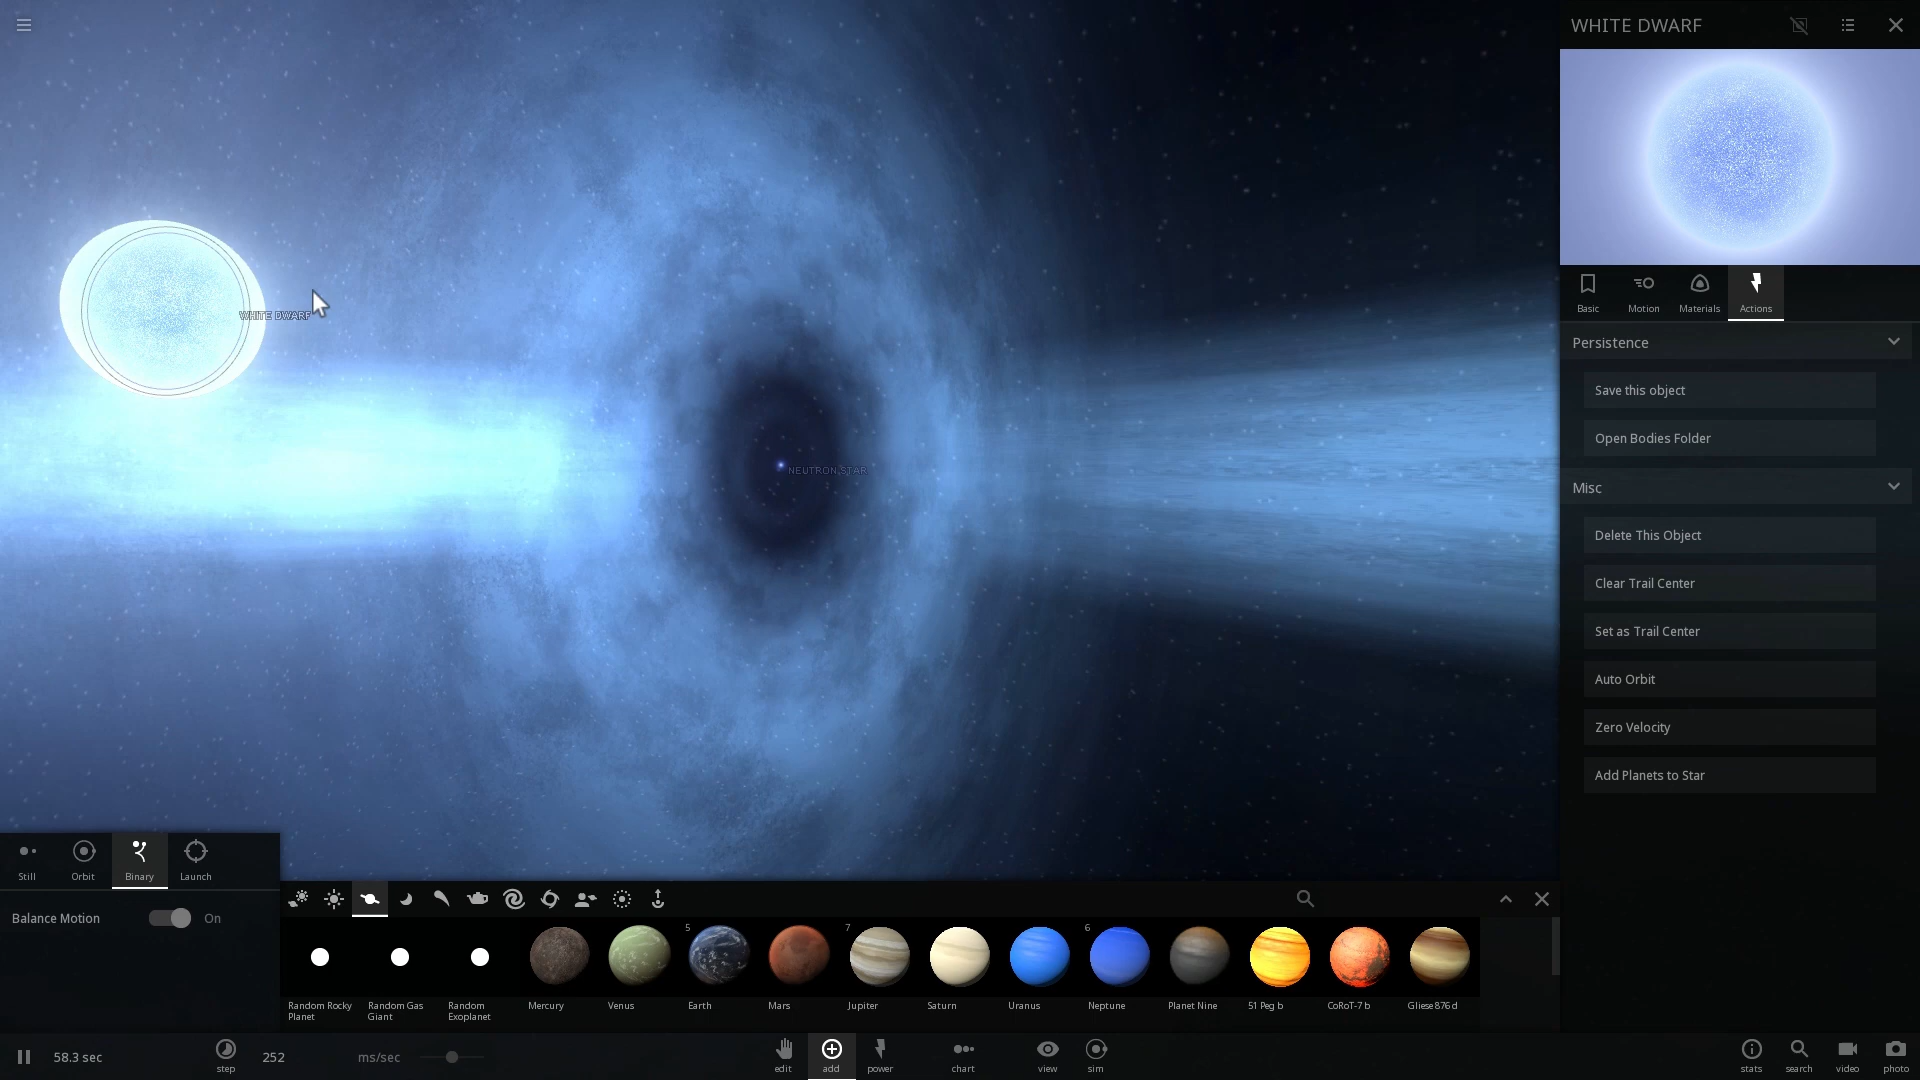 WHITE DWARF
WHITE DWARF
NEUTRON STAR
Basic
Motion
Materials
Actions
Persistence
Save this object
Open Bodies Folder
Misc
Delete This Object
Clear Trail Center
Set as Trail Center
Auto Orbit
Zero Velocity
Add Planets to Star
Still
Orbit
Binary
Launch
Balance Motion
On
5
7
6
Random Rocky
Planet
Random Gas
Giant
Random
Exoplanet
Mercury
Venus
Earth
Mars
Jupiter
Saturn
Uranus
Neptune
Planet Nine
51 Peg b
CoRoT-7 b
Gliese 876 d
58.3 sec
step
252
ms/sec
edit
add
power
chart
view
sim
stats
search
video
photo